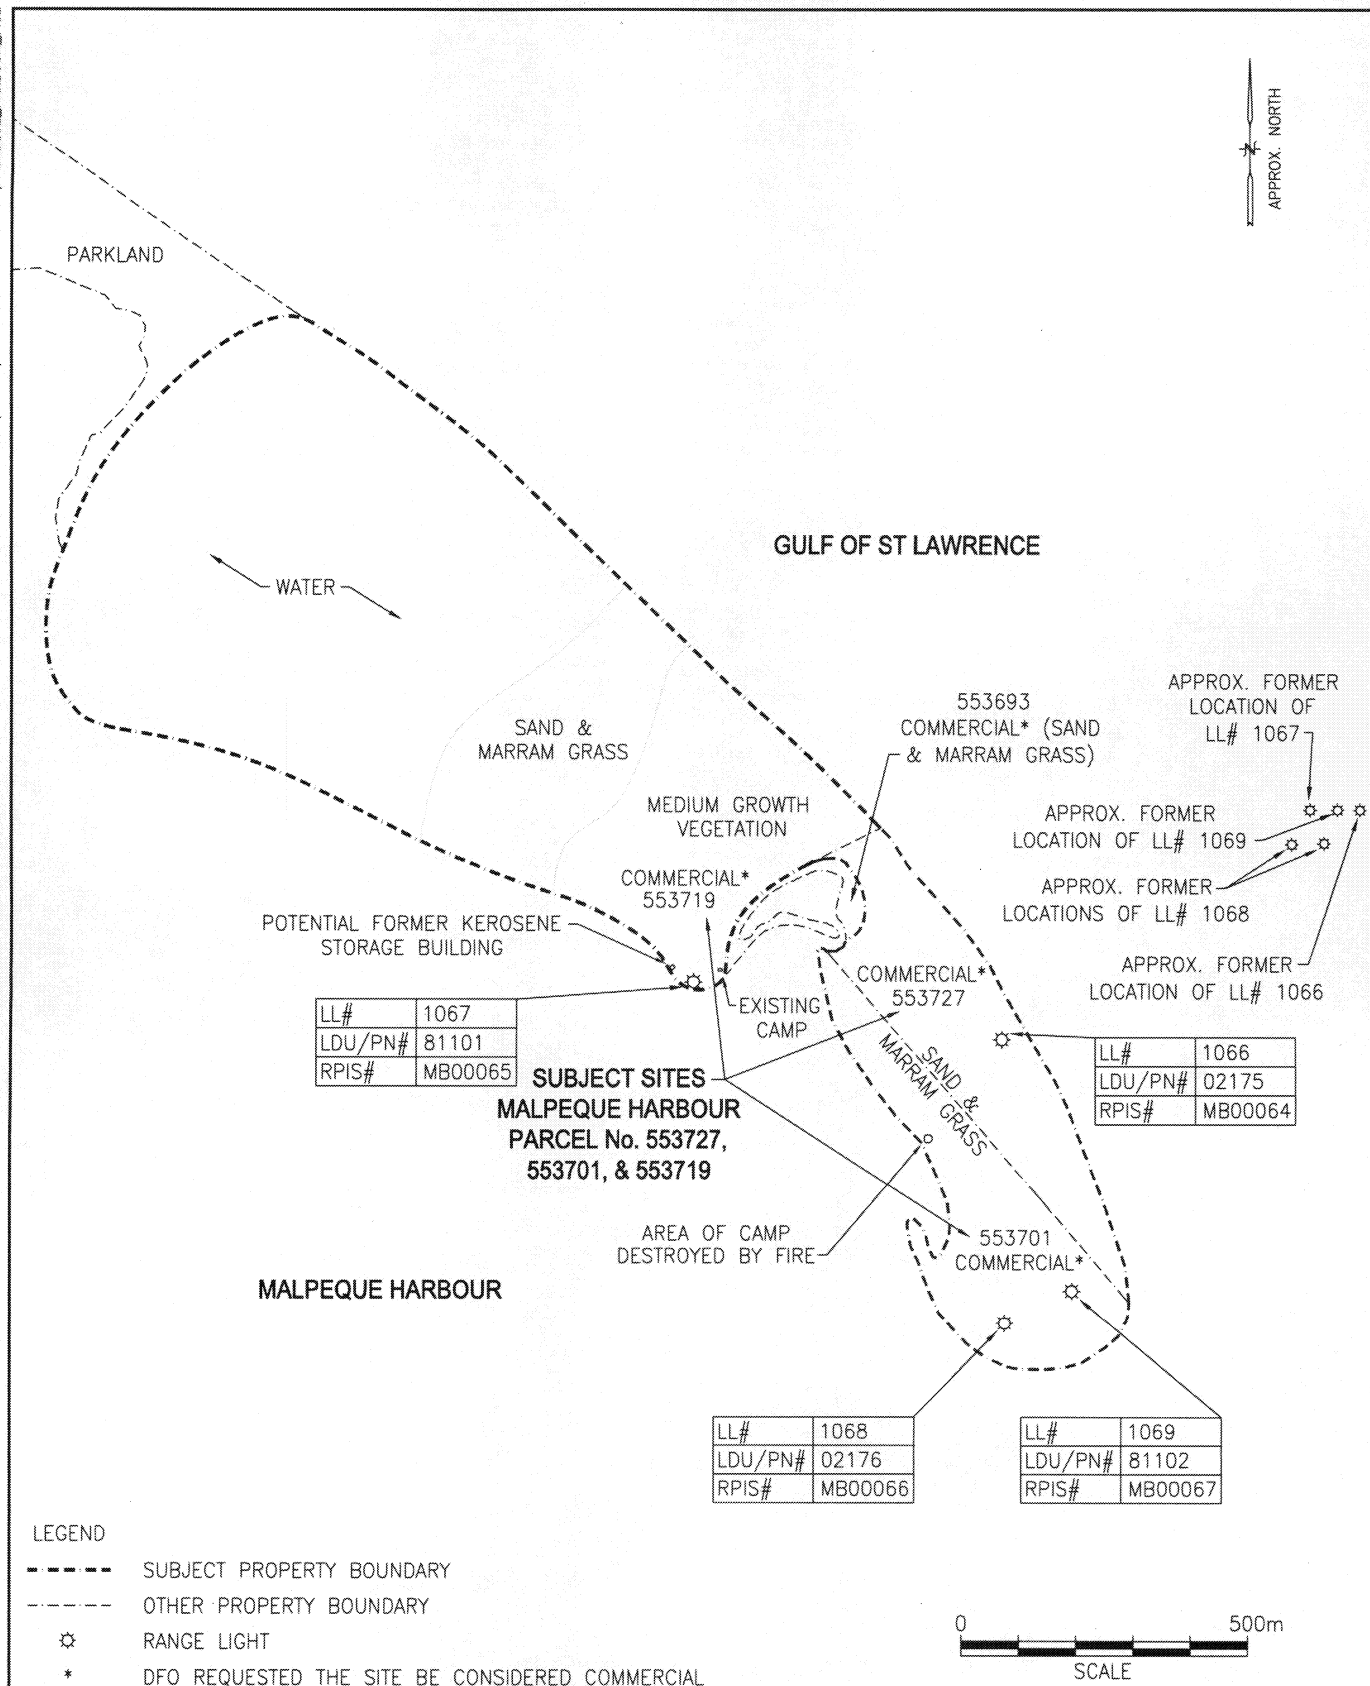 APPROX. NORTH
PARKLAND
GULF OF ST LAWRENCE
WATER
553693
COMMERCIAL* (SAND
& MARRAM GRASS)
APPROX. FORMER
LOCATION OF
LL# 1067
SAND &
MARRAM GRASS
MEDIUM GROWTH
VEGETATION
APPROX. FORMER
LOCATION OF LL# 1069
COMMERCIAL*
553719
APPROX. FORMER
LOCATIONS OF LL# 1068
POTENTIAL FORMER KEROSENE
STORAGE BUILDING
COMMERCIAL*
553727
APPROX. FORMER
LOCATION OF LL# 1066
EXISTING
CAMP
LL# 1067
LDU/PN# 81101
RPIS# MB00065
SAND &
MARRAM GRASS
LL# 1066
LDU/PN# 02175
RPIS# MB00064
SUBJECT SITES
MALPEQUE HARBOUR
PARCEL No. 553727,
553701, & 553719
AREA OF CAMP
DESTROYED BY FIRE
553701
COMMERCIAL*
MALPEQUE HARBOUR
LL# 1068
LDU/PN# 02176
RPIS# MB00066
LL# 1069
LDU/PN# 81102
RPIS# MB00067
LEGEND
SUBJECT PROPERTY BOUNDARY
OTHER PROPERTY BOUNDARY
RANGE LIGHT
* DFO REQUESTED THE SITE BE CONSIDERED COMMERCIAL
0 500m
SCALE